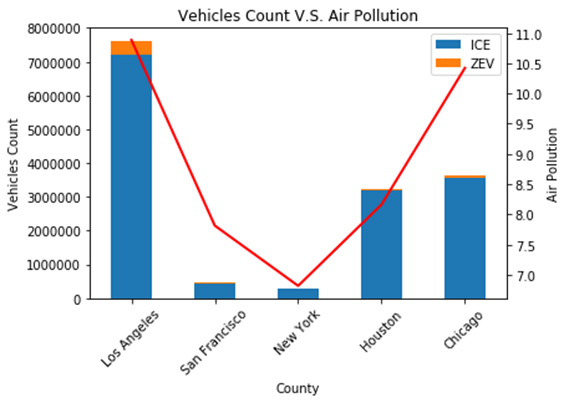 Vehicles Count V.S. Air Pollution
8000000
7000000
6000000
5000000
4000000
3000000
2000000
1000000
0
Vehicles Count
ICE
ZEV
11.0
10.5
10.0
9.5
9.0
8.5
8.0
7.5
7.0
Air Pollution
Los Angeles
San Francisco
New York
Houston
Chicago
County